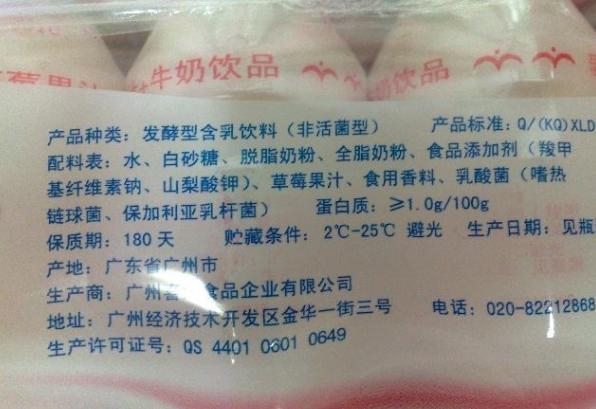 牛奶饮品
牛奶饮品
产品种类：发酵型含乳饮料（非活菌型） 产品标准：Q/(KQ)XLD
配料表：水、白砂糖、脱脂奶粉、全脂奶粉、食品添加剂（羧甲
基纤维素钠、山梨酸钾）、草莓果汁、食用香料、乳酸菌（嗜热
链球菌、保加利亚乳杆菌） 蛋白质：≥1.0g/100g
保质期：180天 贮藏条件：2℃-25℃ 避光 生产日期：见瓶
产地：广东省广州市
生产商：广州 食品企业有限公司
地址：广州经济技术开发区金华一街三号 电话：020-82212868
生产许可证号：QS 4401 0601 0649